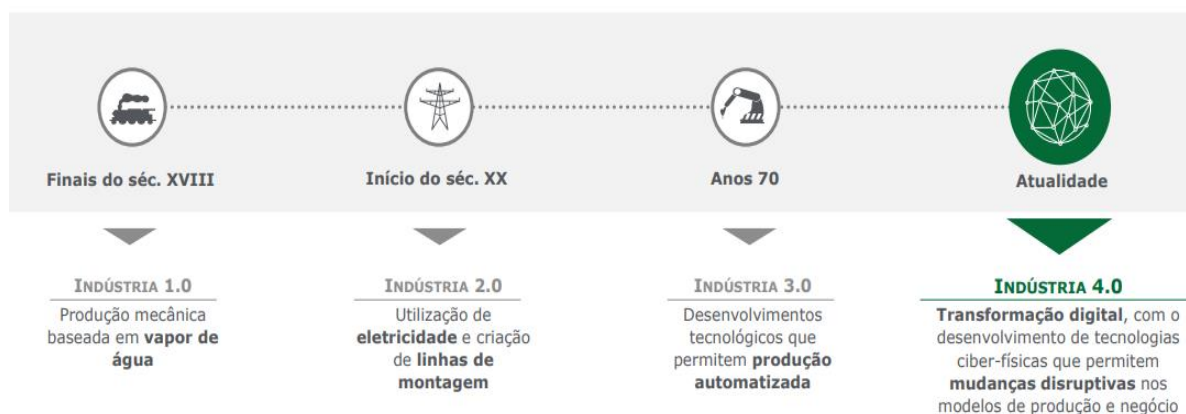 Finais do séc. XVIII
Início do séc. XX
Anos 70
Atualidade
INDÚSTRIA 1.0
Produção mecânica
baseada em vapor de
água
INDÚSTRIA 2.0
Utilização de
eletricidade e criação
de linhas de
montagem
INDÚSTRIA 3.0
Desenvolvimentos
tecnológicos que
permitem produção
automatizada
INDÚSTRIA 4.0
Transformação digital, com o
desenvolvimento de tecnologias
ciber-físicas que permitem
mudanças disruptivas nos
modelos de produção e negócio